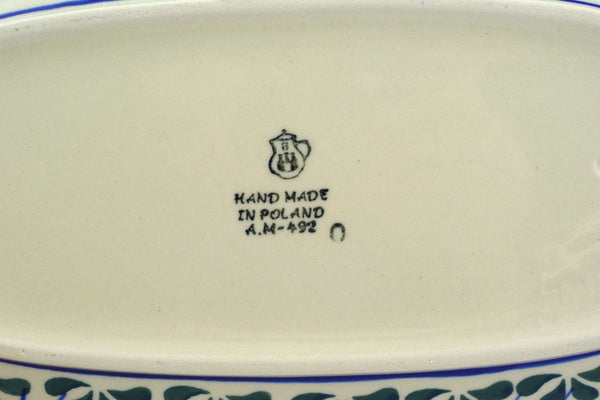 B
HAND MADE
IN POLAND
A.M-492